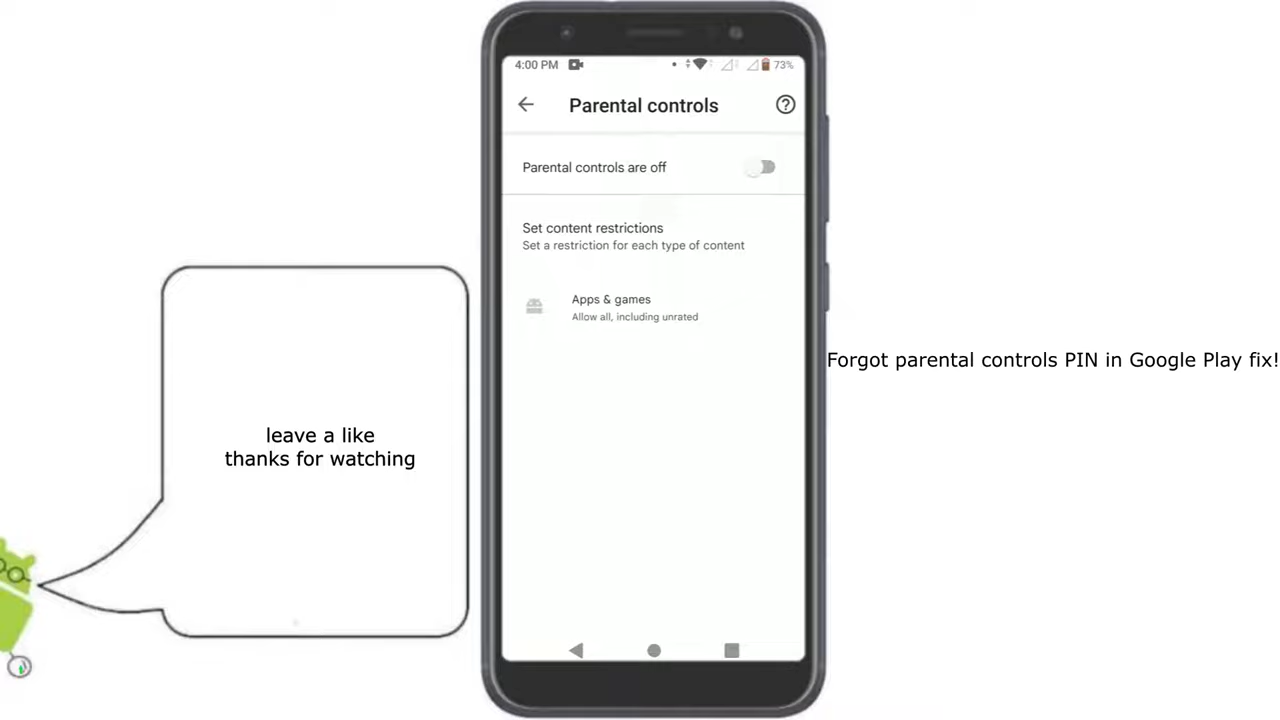 4:00 PM 73%
Parental controls
Parental controls are off
Set content restrictions
Set a restriction for each type of content
Apps & games
Allow all, including unrated
leave a like
thanks for watching
Forgot parental controls PIN in Google Play fix!